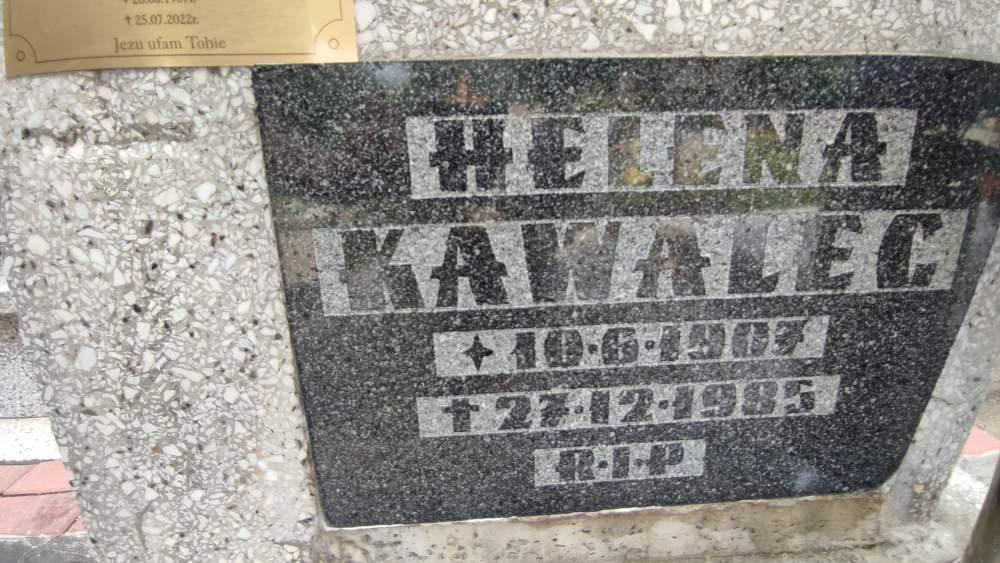 † 25.07.2022r.
Jezu ufam Tobie
HELENA
KAWALEC
✦ 10·6·1907
† 27·12·1985
R·I·P